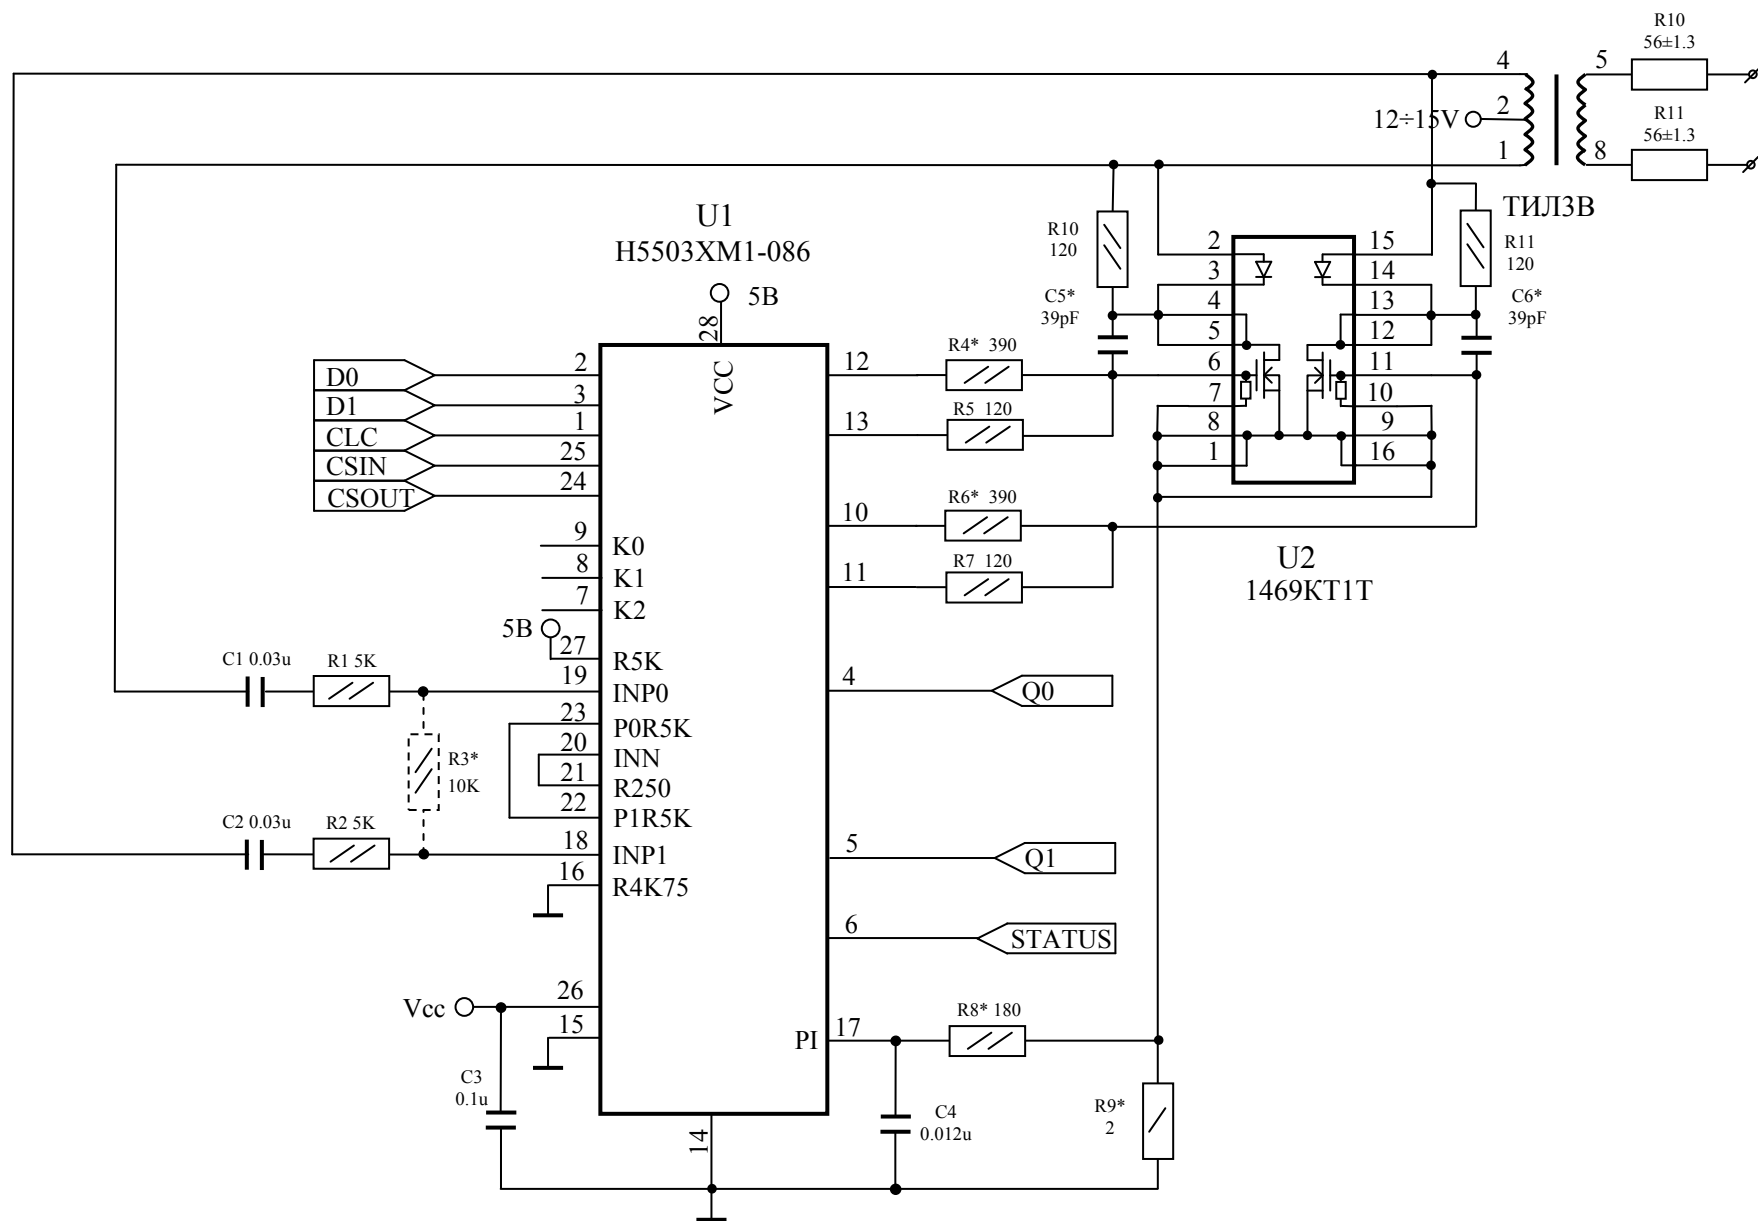 R10
56±1.3
4
5
2
12÷15V
R11
56±1.3
1
8
ТИЛ3В
U1
H5503XM1-086
5В
28
VCC
R10
120
C5*
39pF
2
3
4
5
6
7
8
1
15
14
13
12
11
10
9
16
R11
120
C6*
39pF
U2
1469КТ1Т
D0
2
D1
3
CLC
1
CSIN
25
CSOUT
24
12
R4* 390
13
R5 120
10
R6* 390
11
R7 120
9
K0
8
K1
7
K2
5В
27
R5K
C1 0.03u
R1 5K
19
INP0
23
P0R5K
20
INN
21
R250
22
P1R5K
R3*
10K
C2 0.03u
R2 5K
18
INP1
16
R4K75
4
Q0
5
Q1
6
STATUS
Vcc
26
15
C3
0.1u
14
PI
17
R8* 180
C4
0.012u
R9*
2